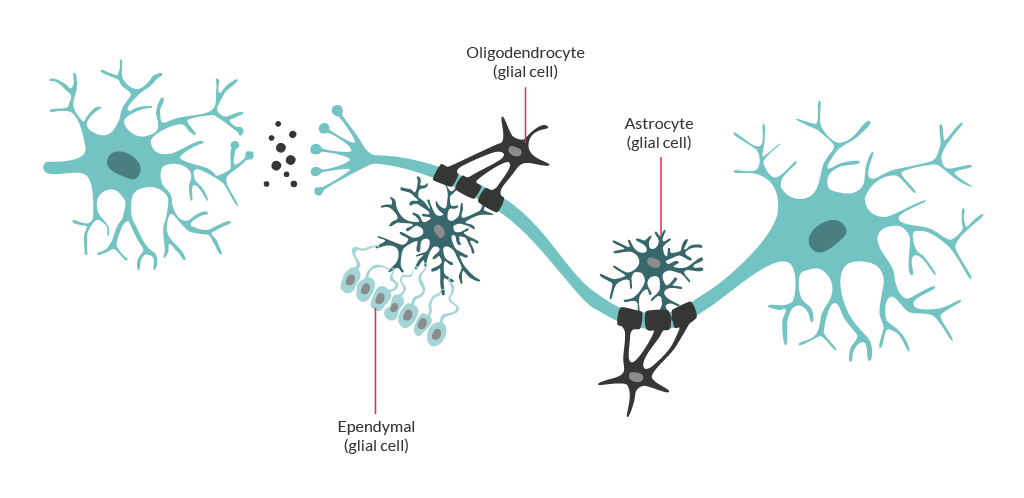 Oligodendrocyte
(glial cell)
Astrocyte
(glial cell)
Ependymal
(glial cell)